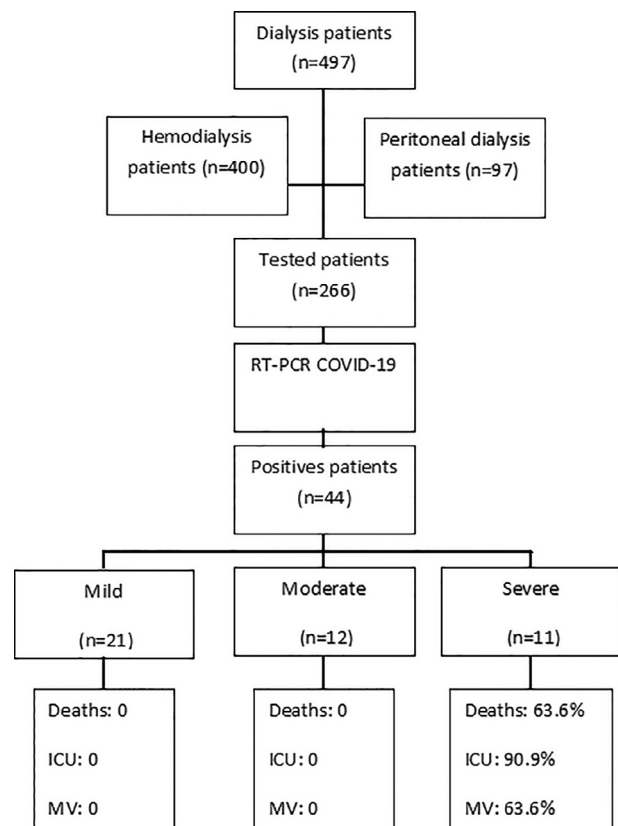 Dialysis patients
(n=497)
Hemodialysis
patients (n=400)
Peritoneal dialysis
patients (n=97)
Tested patients
(n=266)
RT-PCR COVID-19
Positives patients
(n=44)
Mild
(n=21)
Moderate
(n=12)
Severe
(n=11)
Deaths: 0
ICU: 0
MV: 0
Deaths: 0
ICU: 0
MV: 0
Deaths: 63.6%
ICU: 90.9%
MV: 63.6%